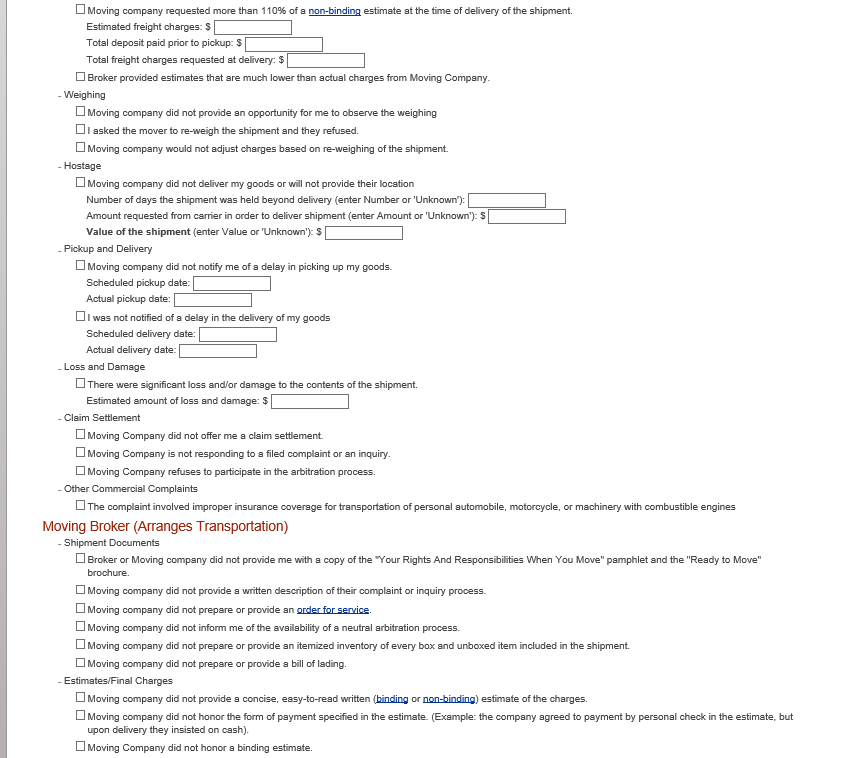 Moving company requested more than 110% of a non-binding estimate at the time of delivery of the shipment.
Estimated freight charges: $
Total deposit paid prior to pickup: $
Total freight charges requested at delivery: $
Broker provided estimates that are much lower than actual charges from Moving Company.
- Weighing
Moving company did not provide an opportunity for me to observe the weighing
I asked the mover to re-weigh the shipment and they refused.
Moving company would not adjust charges based on re-weighing of the shipment.
- Hostage
Moving company did not deliver my goods or will not provide their location
Number of days the shipment was held beyond delivery (enter Number or 'Unknown'):
Amount requested from carrier in order to deliver shipment (enter Amount or 'Unknown'): $
Value of the shipment (enter Value or 'Unknown'): $
- Pickup and Delivery
Moving company did not notify me of a delay in picking up my goods.
Scheduled pickup date:
Actual pickup date:
I was not notified of a delay in the delivery of my goods
Scheduled delivery date:
Actual delivery date:
- Loss and Damage
There were significant loss and/or damage to the contents of the shipment.
Estimated amount of loss and damage: $
- Claim Settlement
Moving Company did not offer me a claim settlement.
Moving Company is not responding to a filed complaint or an inquiry.
Moving Company refuses to participate in the arbitration process.
- Other Commercial Complaints
The complaint involved improper insurance coverage for transportation of personal automobile, motorcycle, or machinery with combustible engines
Moving Broker (Arranges Transportation)
- Shipment Documents
Broker or Moving company did not provide me with a copy of the "Your Rights And Responsibilities When You Move" pamphlet and the "Ready to Move"
brochure.
Moving company did not provide a written description of their complaint or inquiry process.
Moving company did not prepare or provide an order for service.
Moving company did not inform me of the availability of a neutral arbitration process.
Moving company did not prepare or provide an itemized inventory of every box and unboxed item included in the shipment.
Moving company did not prepare or provide a bill of lading.
- Estimates/Final Charges
Moving company did not provide a concise, easy-to-read written (binding or non-binding) estimate of the charges.
Moving company did not honor the form of payment specified in the estimate. (Example: the company agreed to payment by personal check in the estimate, but
upon delivery they insisted on cash).
Moving Company did not honor a binding estimate.